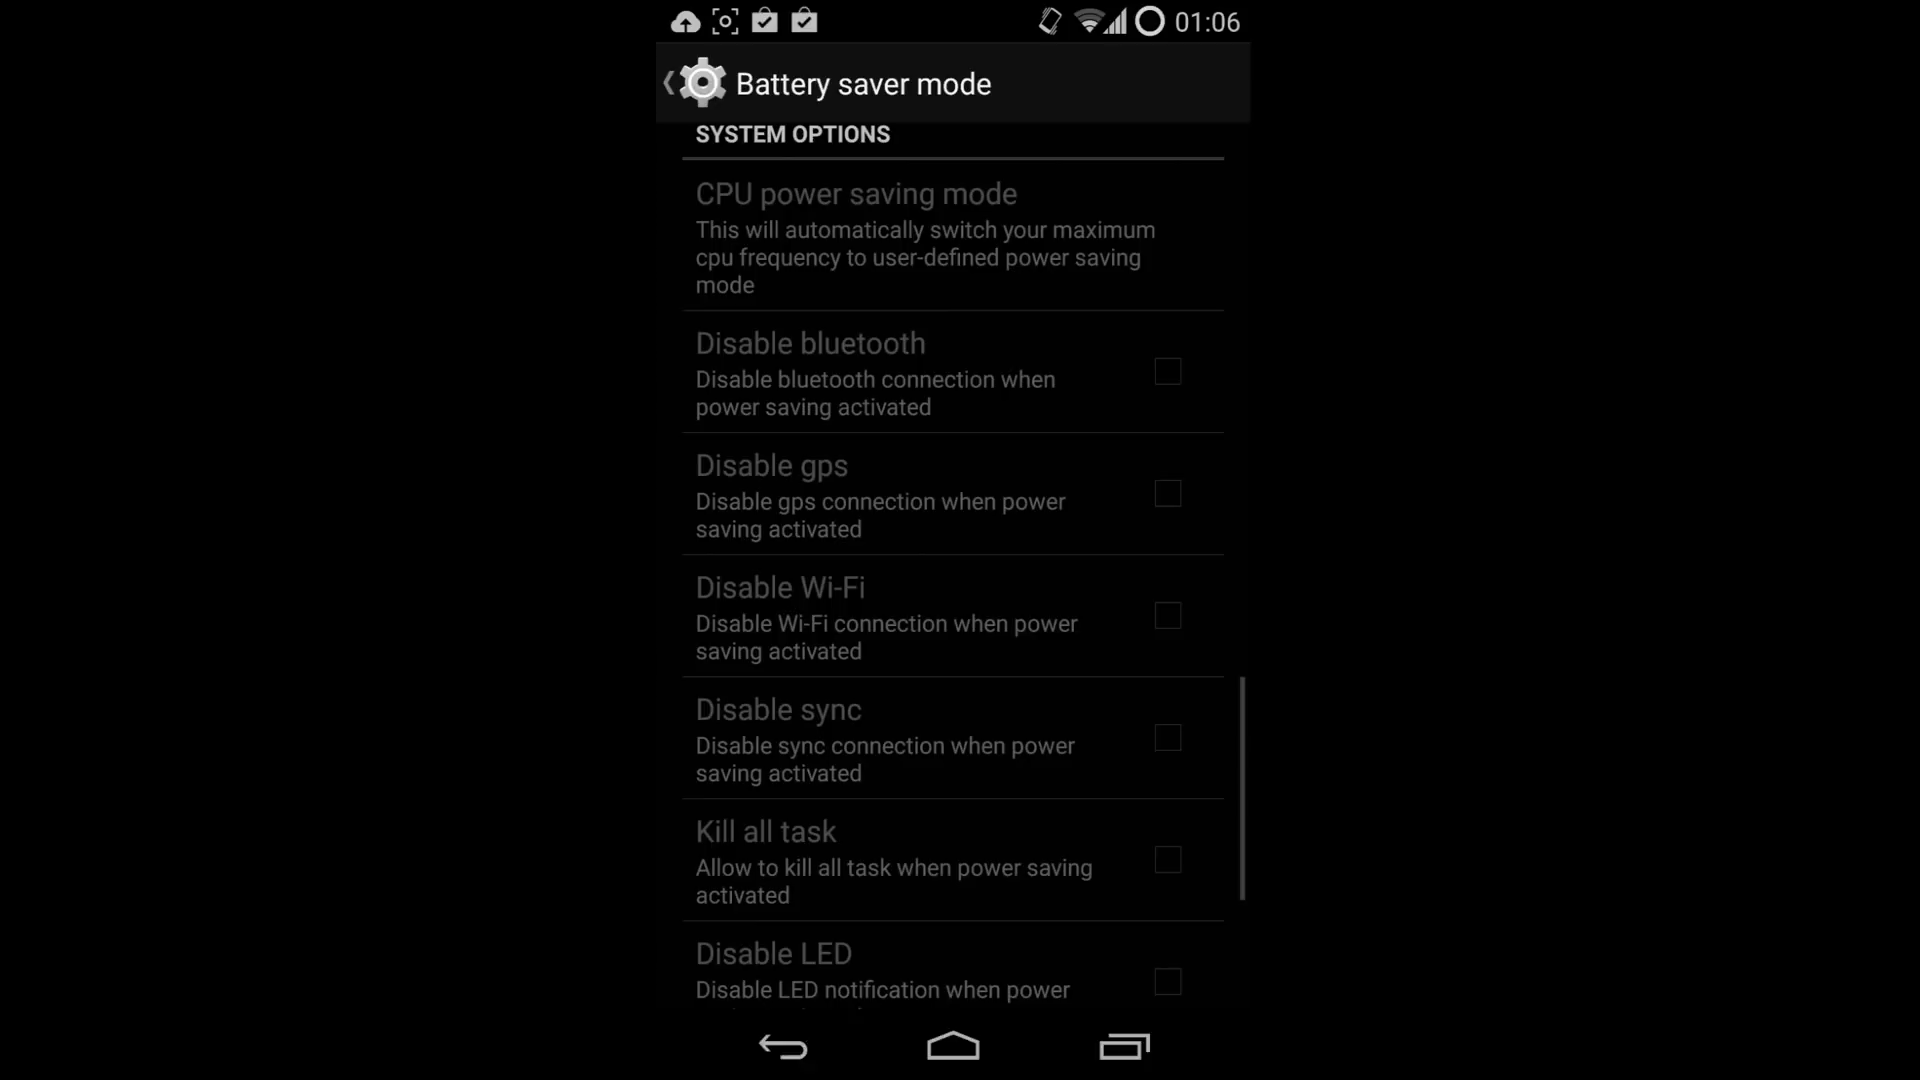 01:06
Battery saver mode
SYSTEM OPTIONS
CPU power saving mode
This will automatically switch your maximum
cpu frequency to user-defined power saving
mode
Disable bluetooth
Disable bluetooth connection when
power saving activated
Disable gps
Disable gps connection when power
saving activated
Disable Wi-Fi
Disable Wi-Fi connection when power
saving activated
Disable sync
Disable sync connection when power
saving activated
Kill all task
Allow to kill all task when power saving
activated
Disable LED
Disable LED notification when power